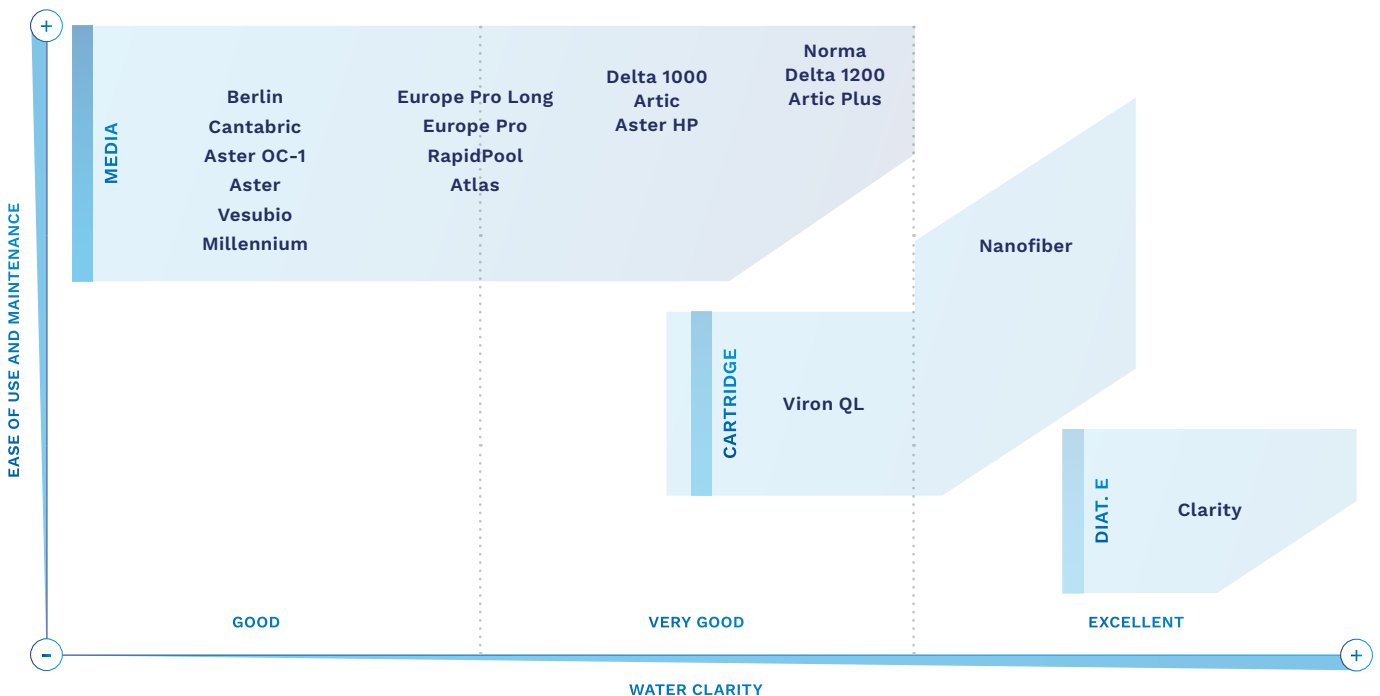 +
EASE OF USE AND MAINTENANCE
MEDIA
Berlin
Cantabric
Aster OC-1
Aster
Vesubio
Millennium
Europe Pro Long
Europe Pro
RapidPool
Atlas
Delta 1000
Artic
Aster HP
Norma
Delta 1200
Artic Plus
Nanofiber
CARTRIDGE
Viron QL
DIAT. E
Clarity
GOOD
VERY GOOD
EXCELLENT
-
+
WATER CLARITY